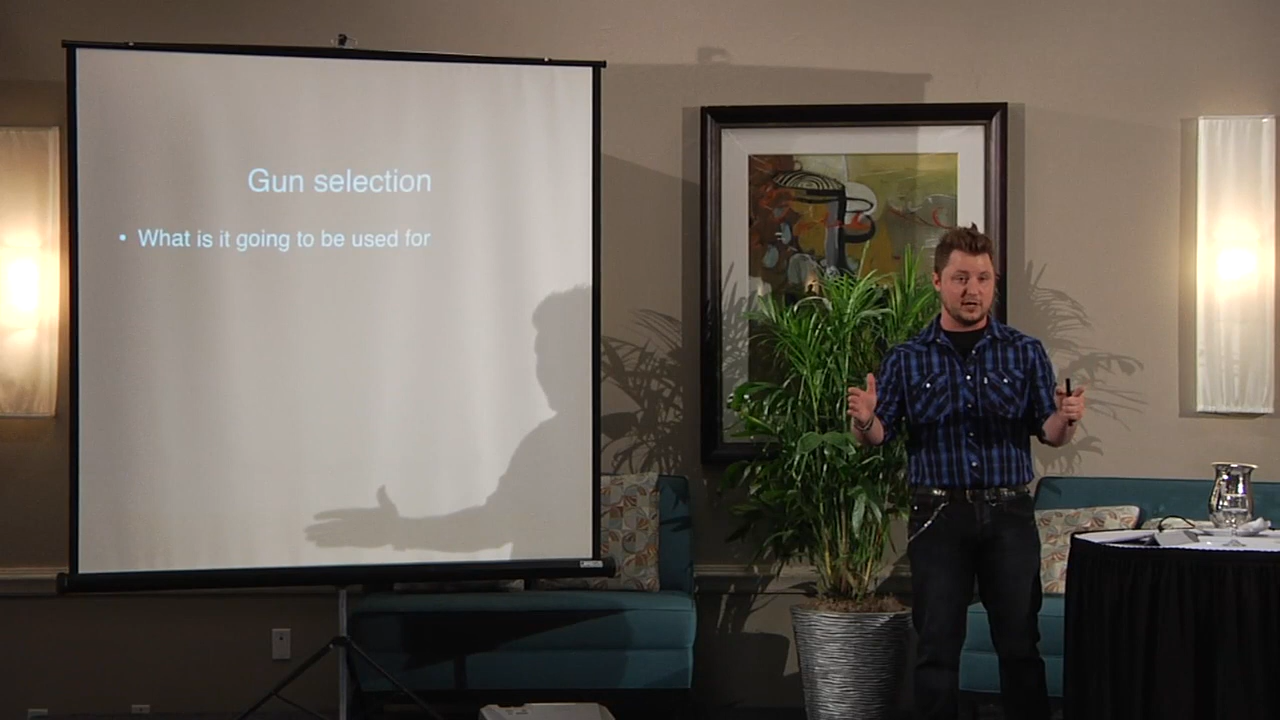 Gun selection
• What is it going to be used for